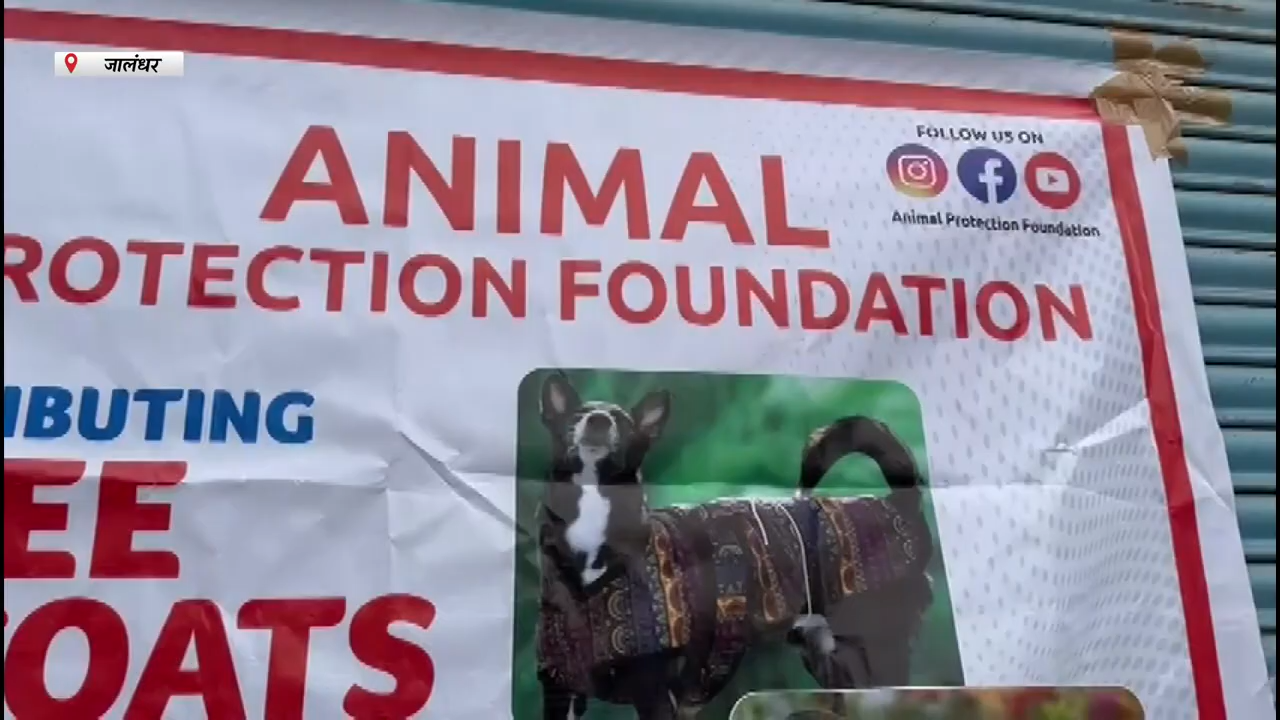 जालंधर
FOLLOW US ON
Animal Protection Foundation
ANIMAL
ROTECTION FOUNDATION
IBUTING
EE
OATS